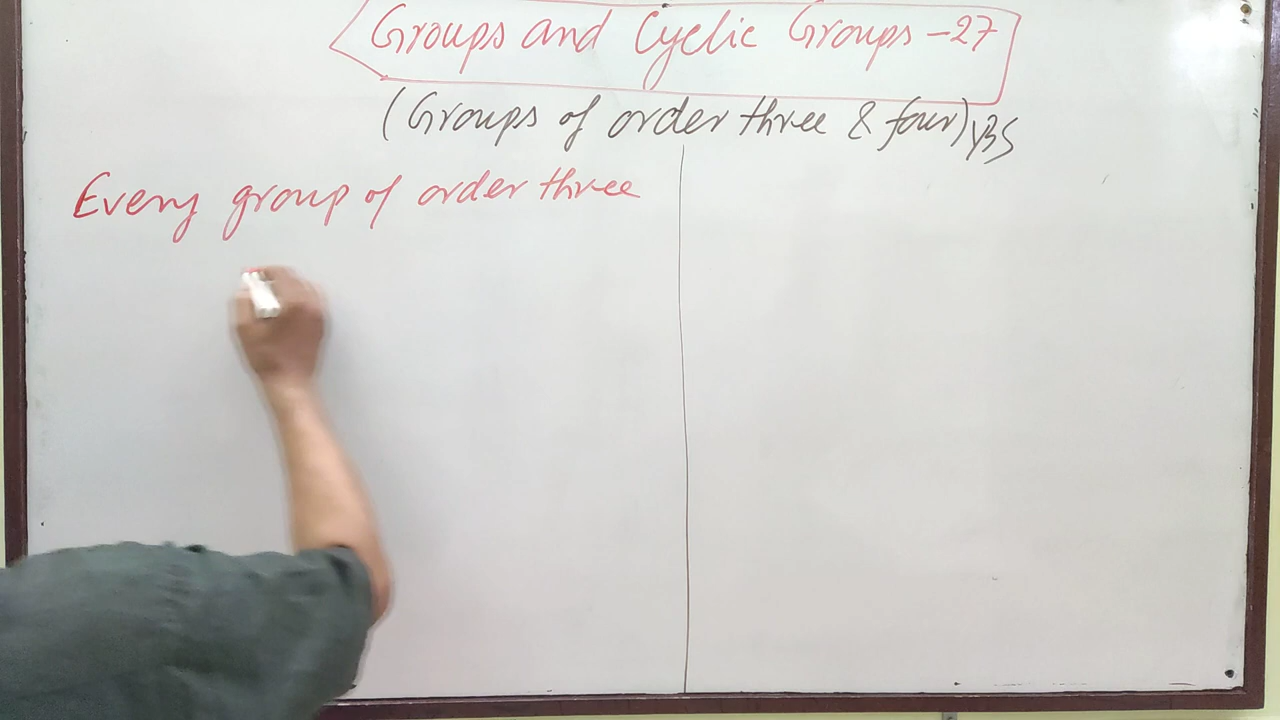 Groups and Cyclic Groups -27
(Groups of order three & four) YBS
Every group of order three